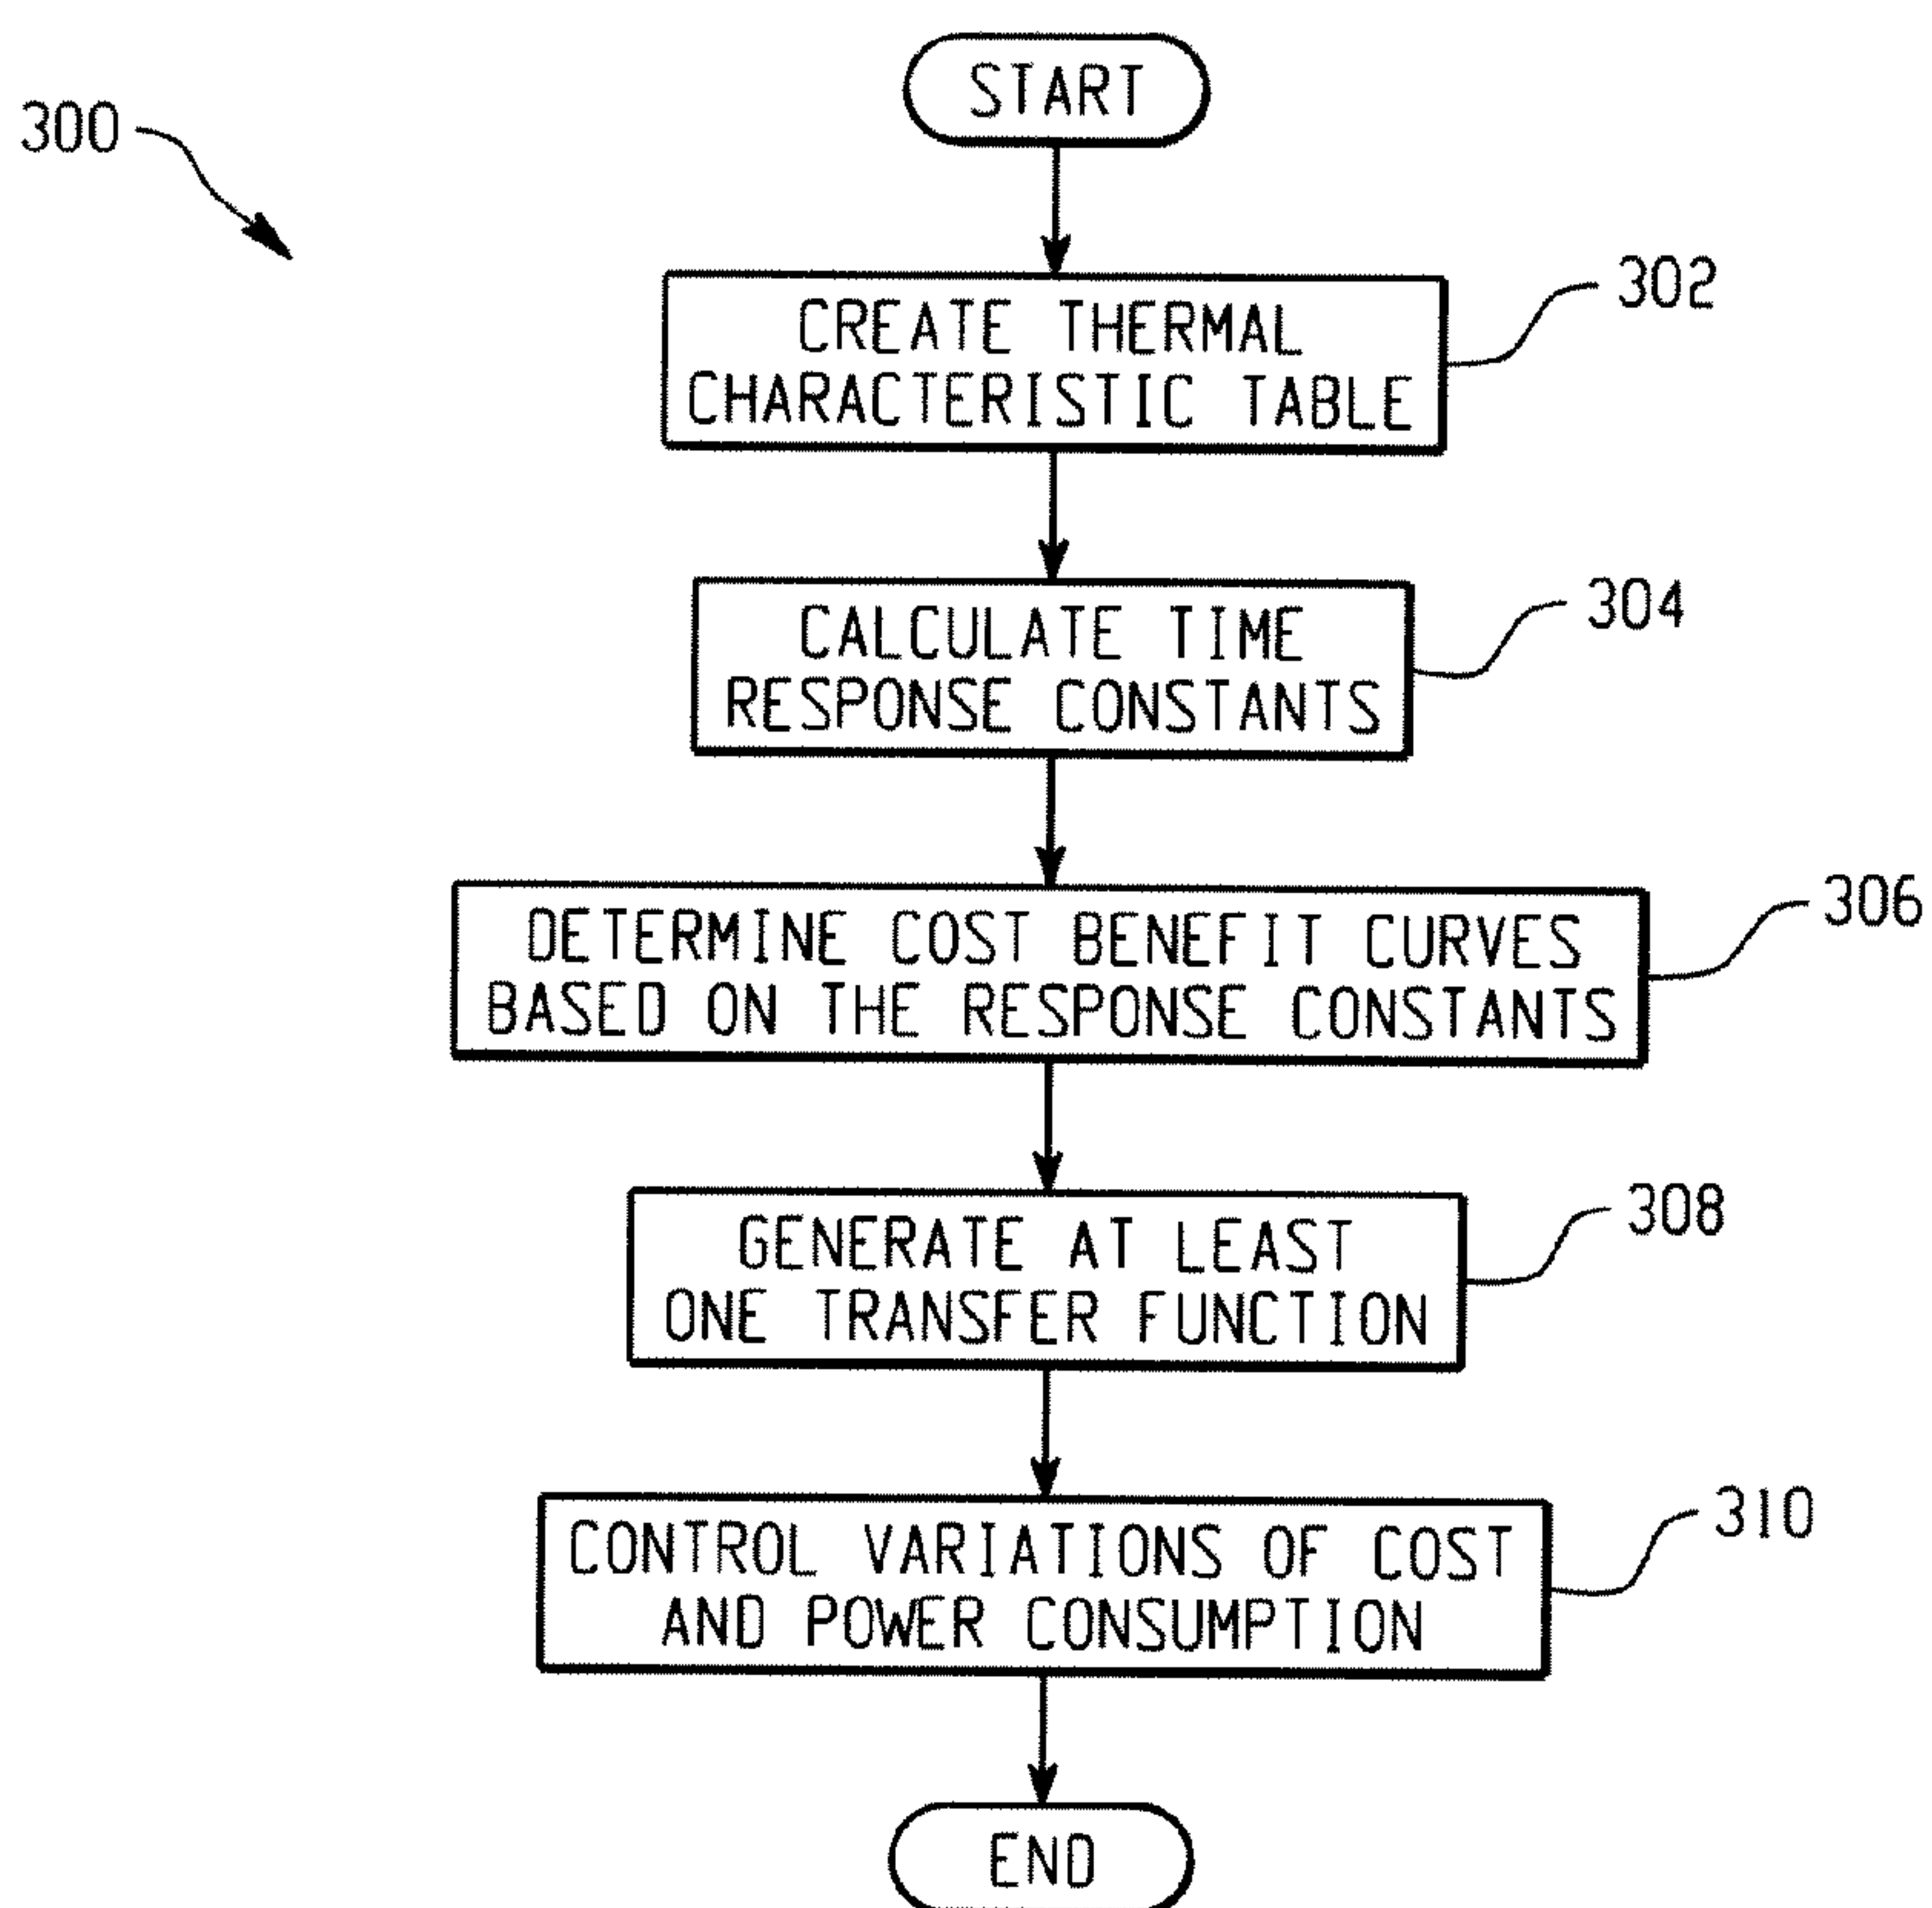 START
300
302
CREATE THERMAL
CHARACTERISTIC TABLE
304
CALCULATE TIME
RESPONSE CONSTANTS
306
DETERMINE COST BENEFIT CURVES
BASED ON THE RESPONSE CONSTANTS
308
GENERATE AT LEAST
ONE TRANSFER FUNCTION
310
CONTROL VARIATIONS OF COST
AND POWER CONSUMPTION
END